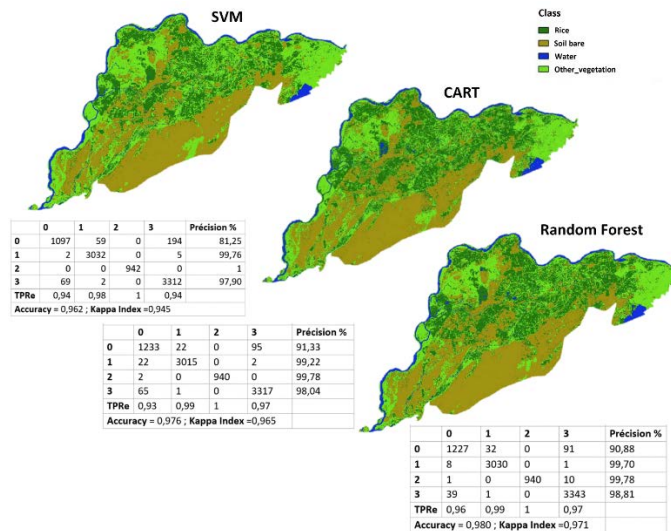 SVM
Class
Rice
Soil bare
Water
Other_vegetation
CART
Random Forest
0 1 2 3 Précision %
0 1097 59 0 194 81,25
1 2 3032 0 5 99,76
2 0 0 942 0 1
3 69 2 0 3312 97,90
TPRe 0,94 0,98 1 0,94
Accuracy = 0,962 ; Kappa Index =0,945
0 1 2 3 Précision %
0 1233 22 0 95 91,33
1 22 3015 0 2 99,22
2 2 0 940 0 99,78
3 65 1 0 3317 98,04
TPRe 0,93 0,99 1 0,97
Accuracy = 0,976 ; Kappa Index =0,965
0 1 2 3 Précision %
0 1227 32 0 91 90,88
1 8 3030 0 1 99,70
2 1 0 940 10 99,78
3 39 1 0 3343 98,81
TPRe 0,96 0,99 1 0,97
Accuracy = 0,980 ; Kappa Index =0,971